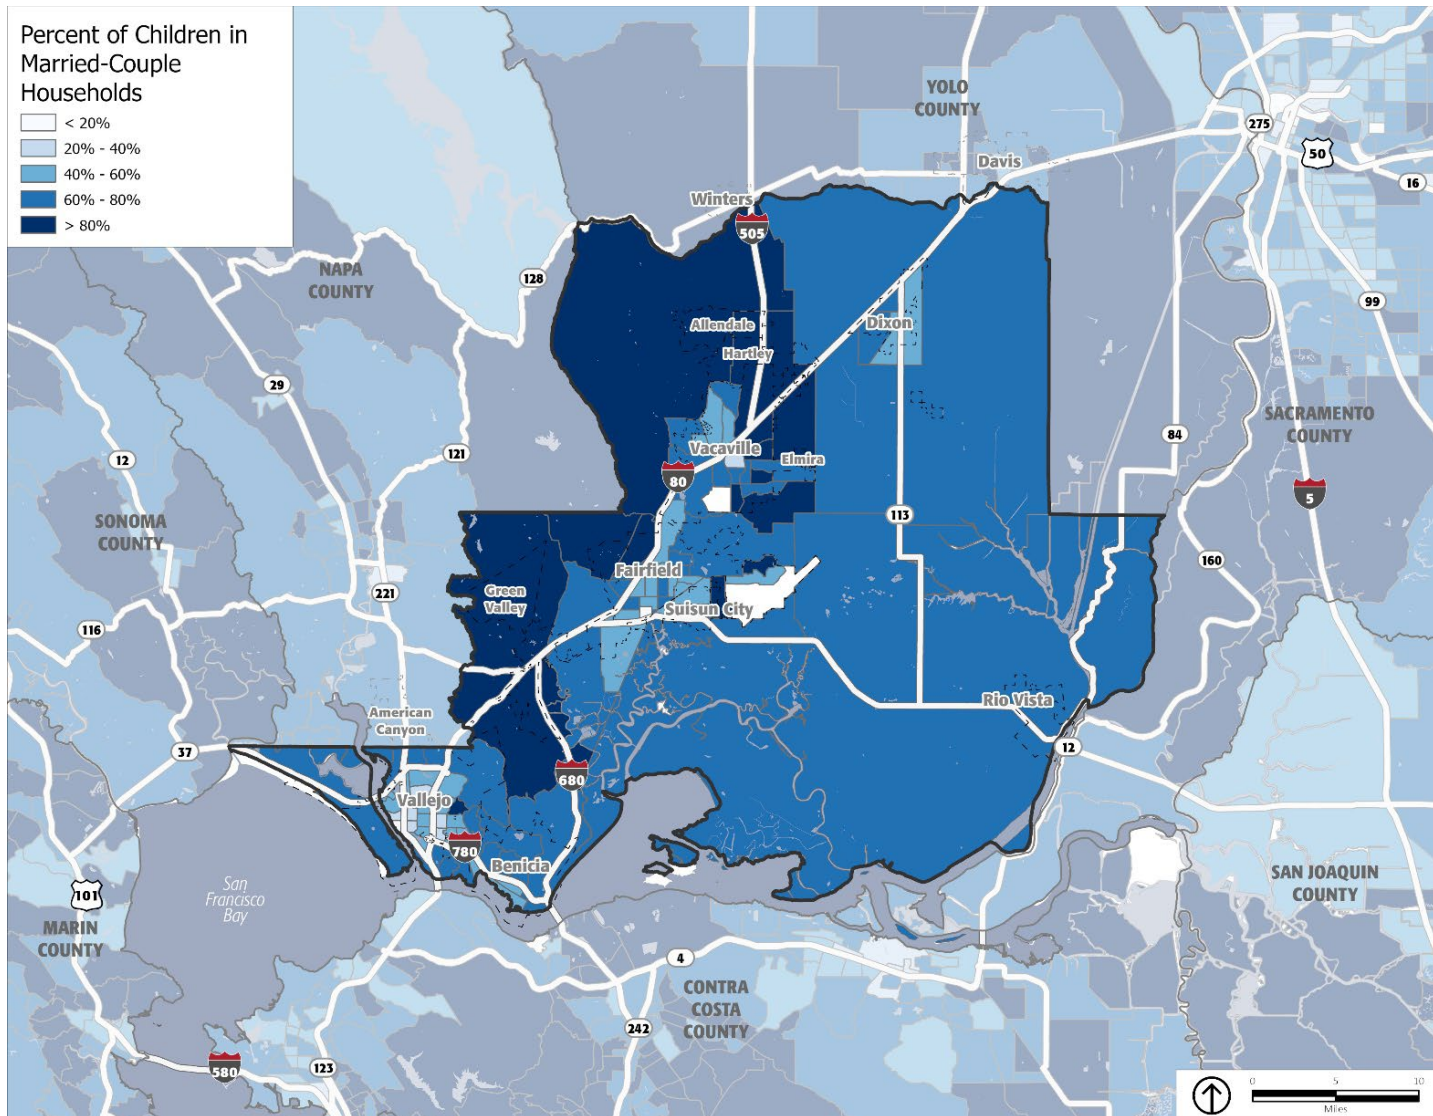 Percent of Children in
Married-Couple
Households
< 20%
20% - 40%
40% - 60%
60% - 80%
> 80%
YOLO
COUNTY
275
50
Davis
16
Winters
505
NAPA
COUNTY
128
99
Allendale
Dixon
Hartley
29
SACRAMENTO
COUNTY
84
12
121
Vacaville
Elmira
80
5
SONOMA
COUNTY
113
160
Fairfield
Green
Valley
221
Suisun City
116
Rio Vista
American
Canyon
37
12
680
Vallejo
780
Benicia
San
Francisco
Bay
101
MARIN
COUNTY
SAN JOAQUIN
COUNTY
4
CONTRA
COSTA
COUNTY
242
580
123
0 5 10
Miles